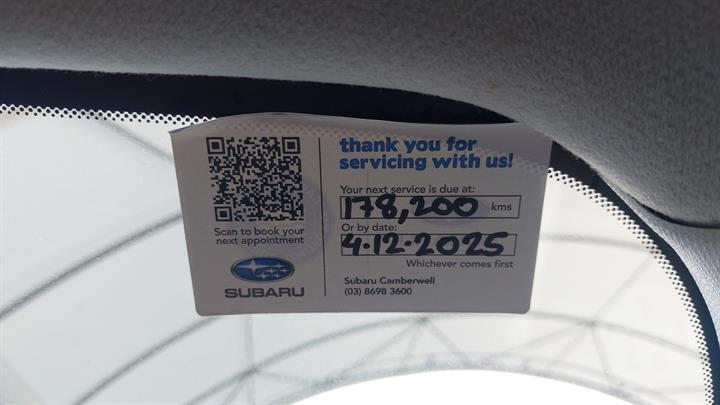 thank you for
servicing with us!
Your next service is due at:
178,200 kms
Or by date:
4.12.2025
Whichever comes first
Subaru Camberwell
(03) 8698 3600
Scan to book your
next appointment
SUBARU